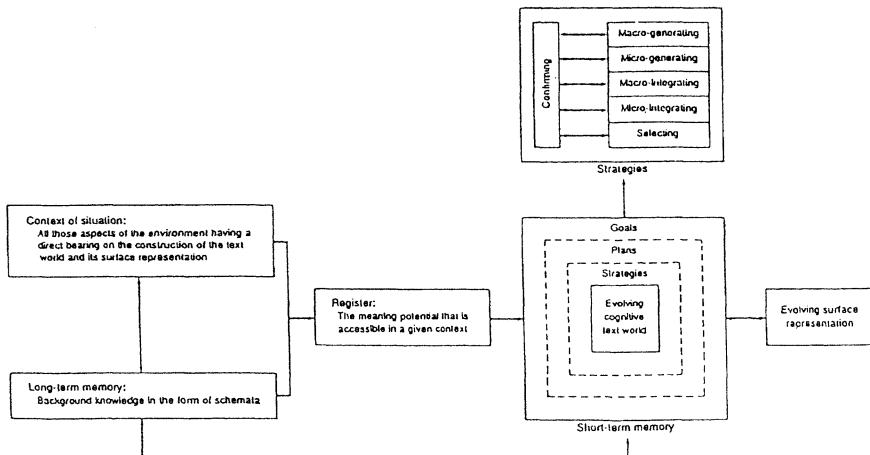 Confirming
Macro-generating
Micro-generating
Macro-Integrating
Micro-Integrating
Selecting
Strategies
Context of situation:
All those aspects of the environment having a
direct bearing on the construction of the text
world and its surface representation
Long-term memory:
Background knowledge in the form of schemata
Register:
The meaning potential that is
accessible in a given context
Goals
Plans
Strategies
Evolving
cognitive
text world
Short-term memory
Evolving surface
representation